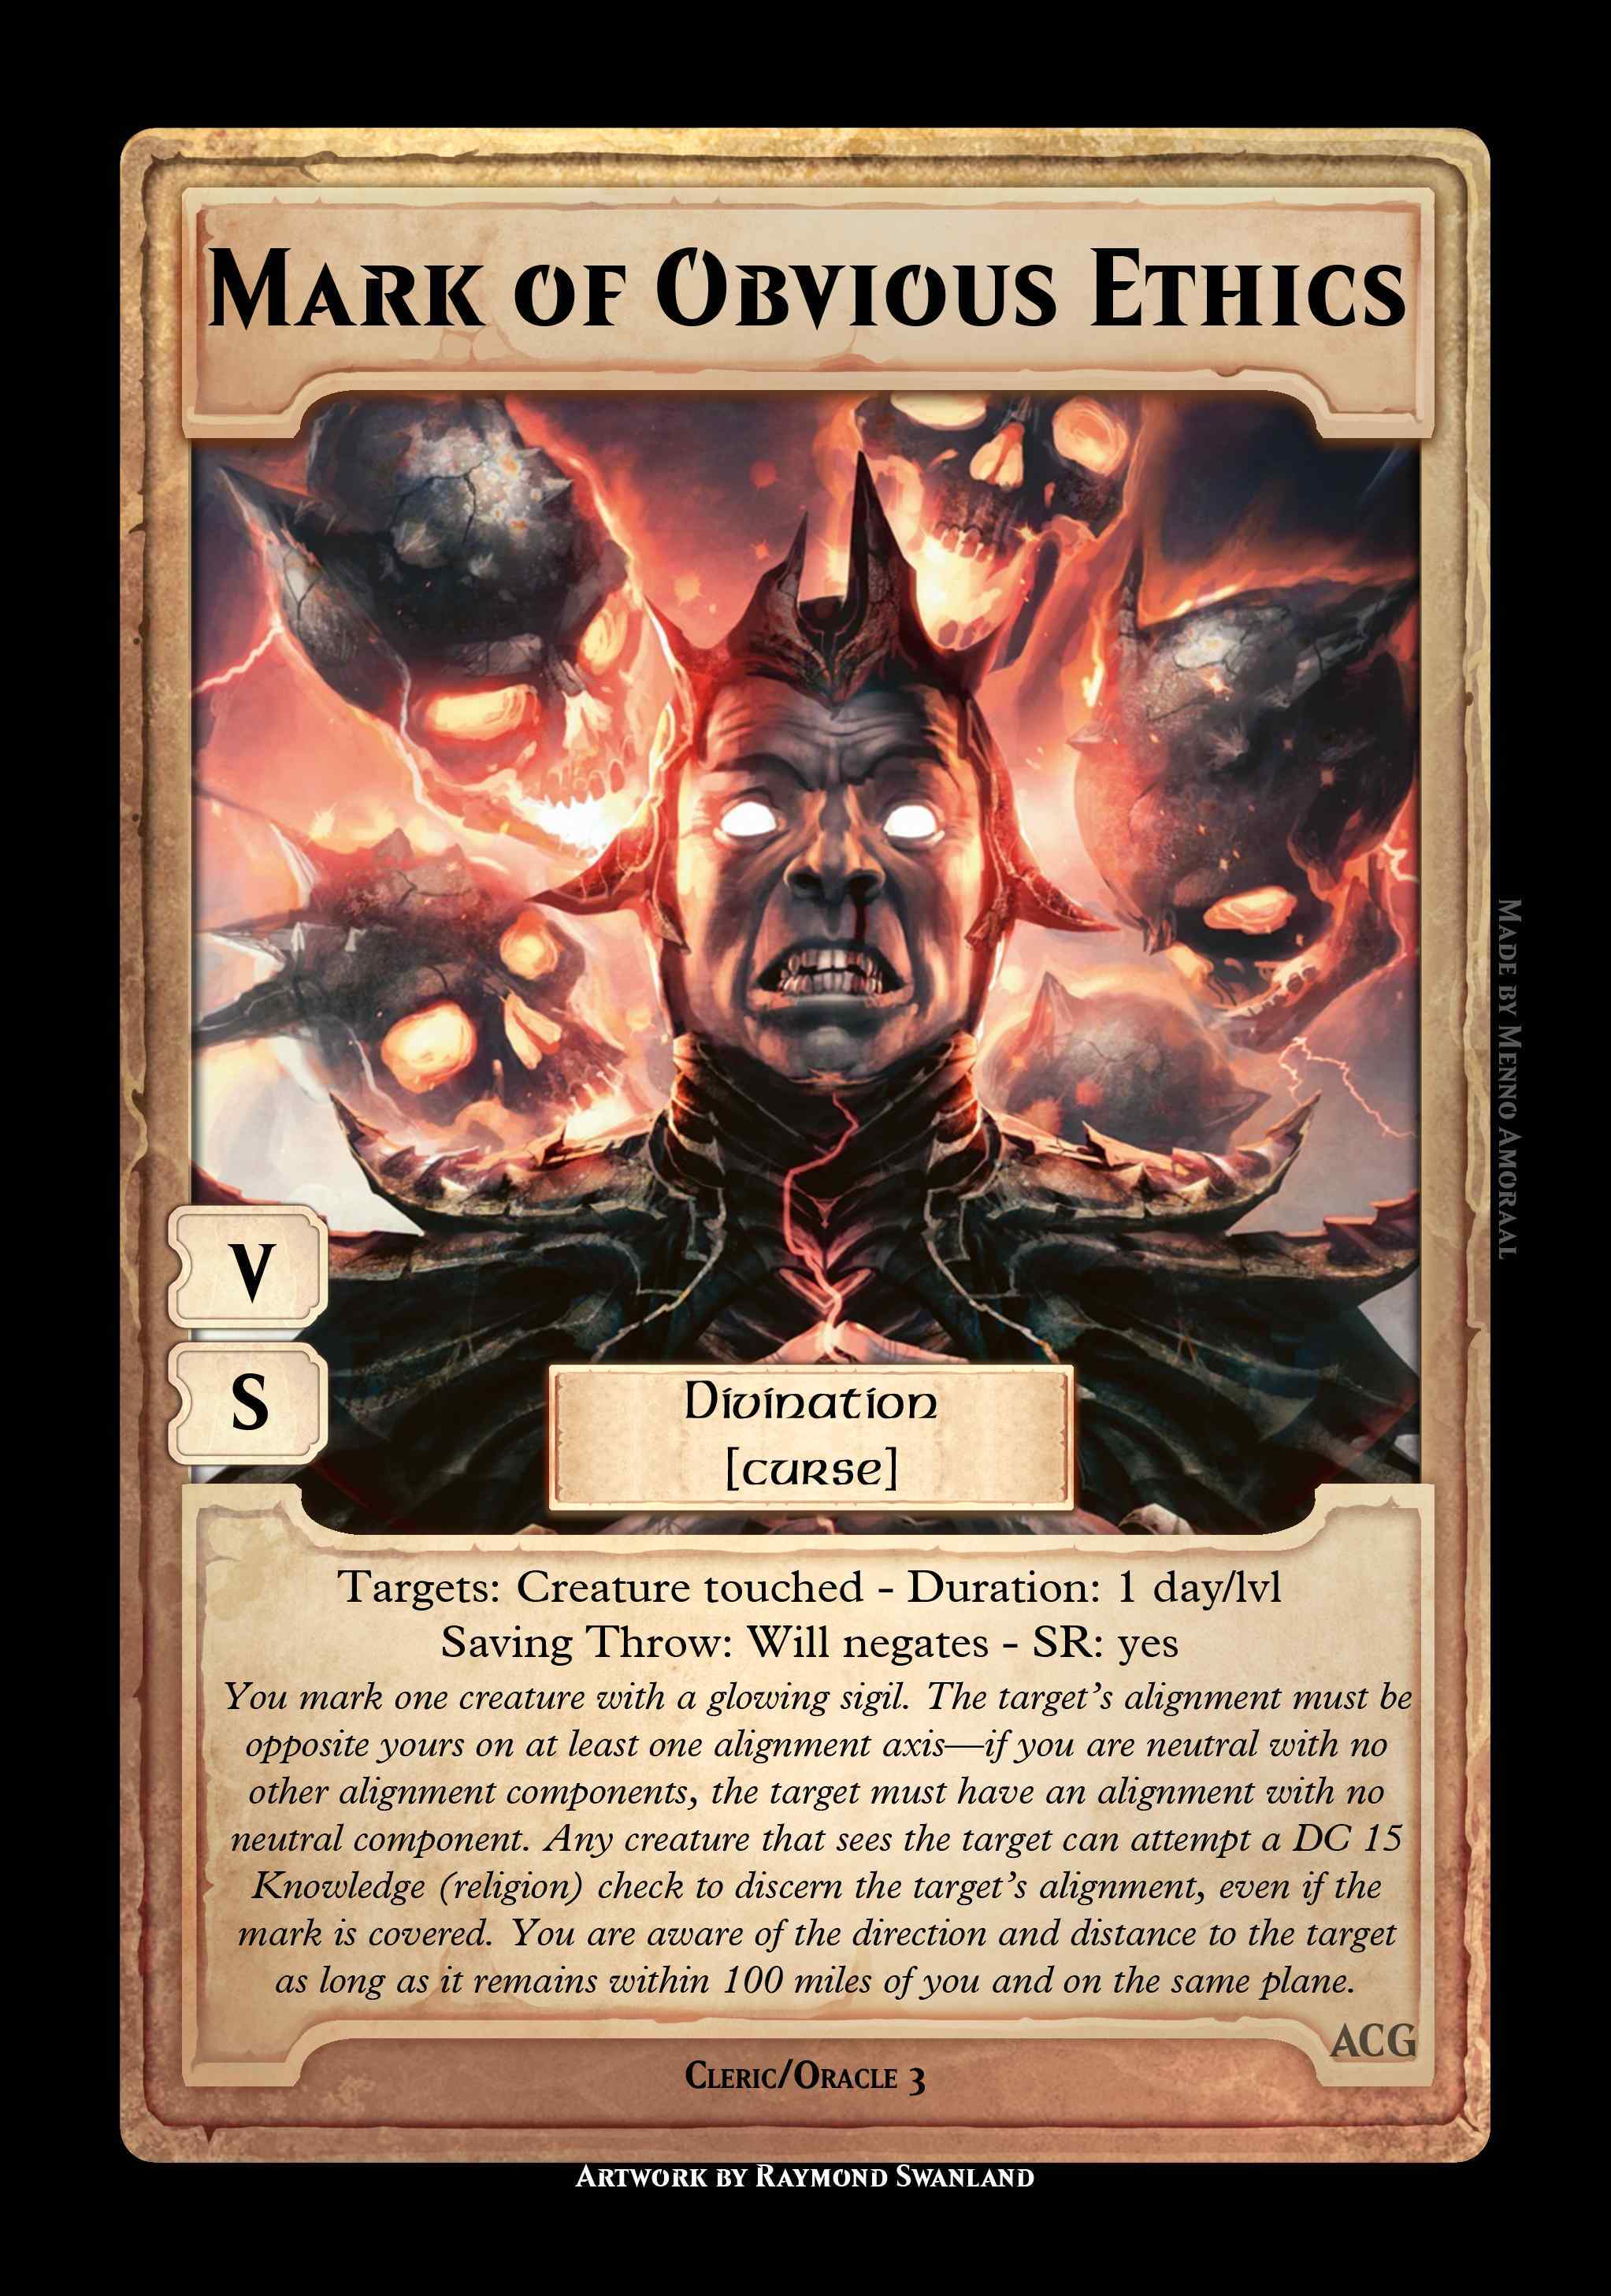 Mark of Obvious Ethics
V
S
Divination
[curse]
Targets: Creature touched - Duration: 1 day/lvl
Saving Throw: Will negates - SR: yes
You mark one creature with a glowing sigil. The target's alignment must be
opposite yours on at least one alignment axis—if you are neutral with no
other alignment components, the target must have an alignment with no
neutral component. Any creature that sees the target can attempt a DC 15
Knowledge (religion) check to discern the target's alignment, even if the
mark is covered. You are aware of the direction and distance to the target
as long as it remains within 100 miles of you and on the same plane.
ACG
Cleric/Oracle 3
Artwork by Raymond Swanland
Made by Menno Amoraal